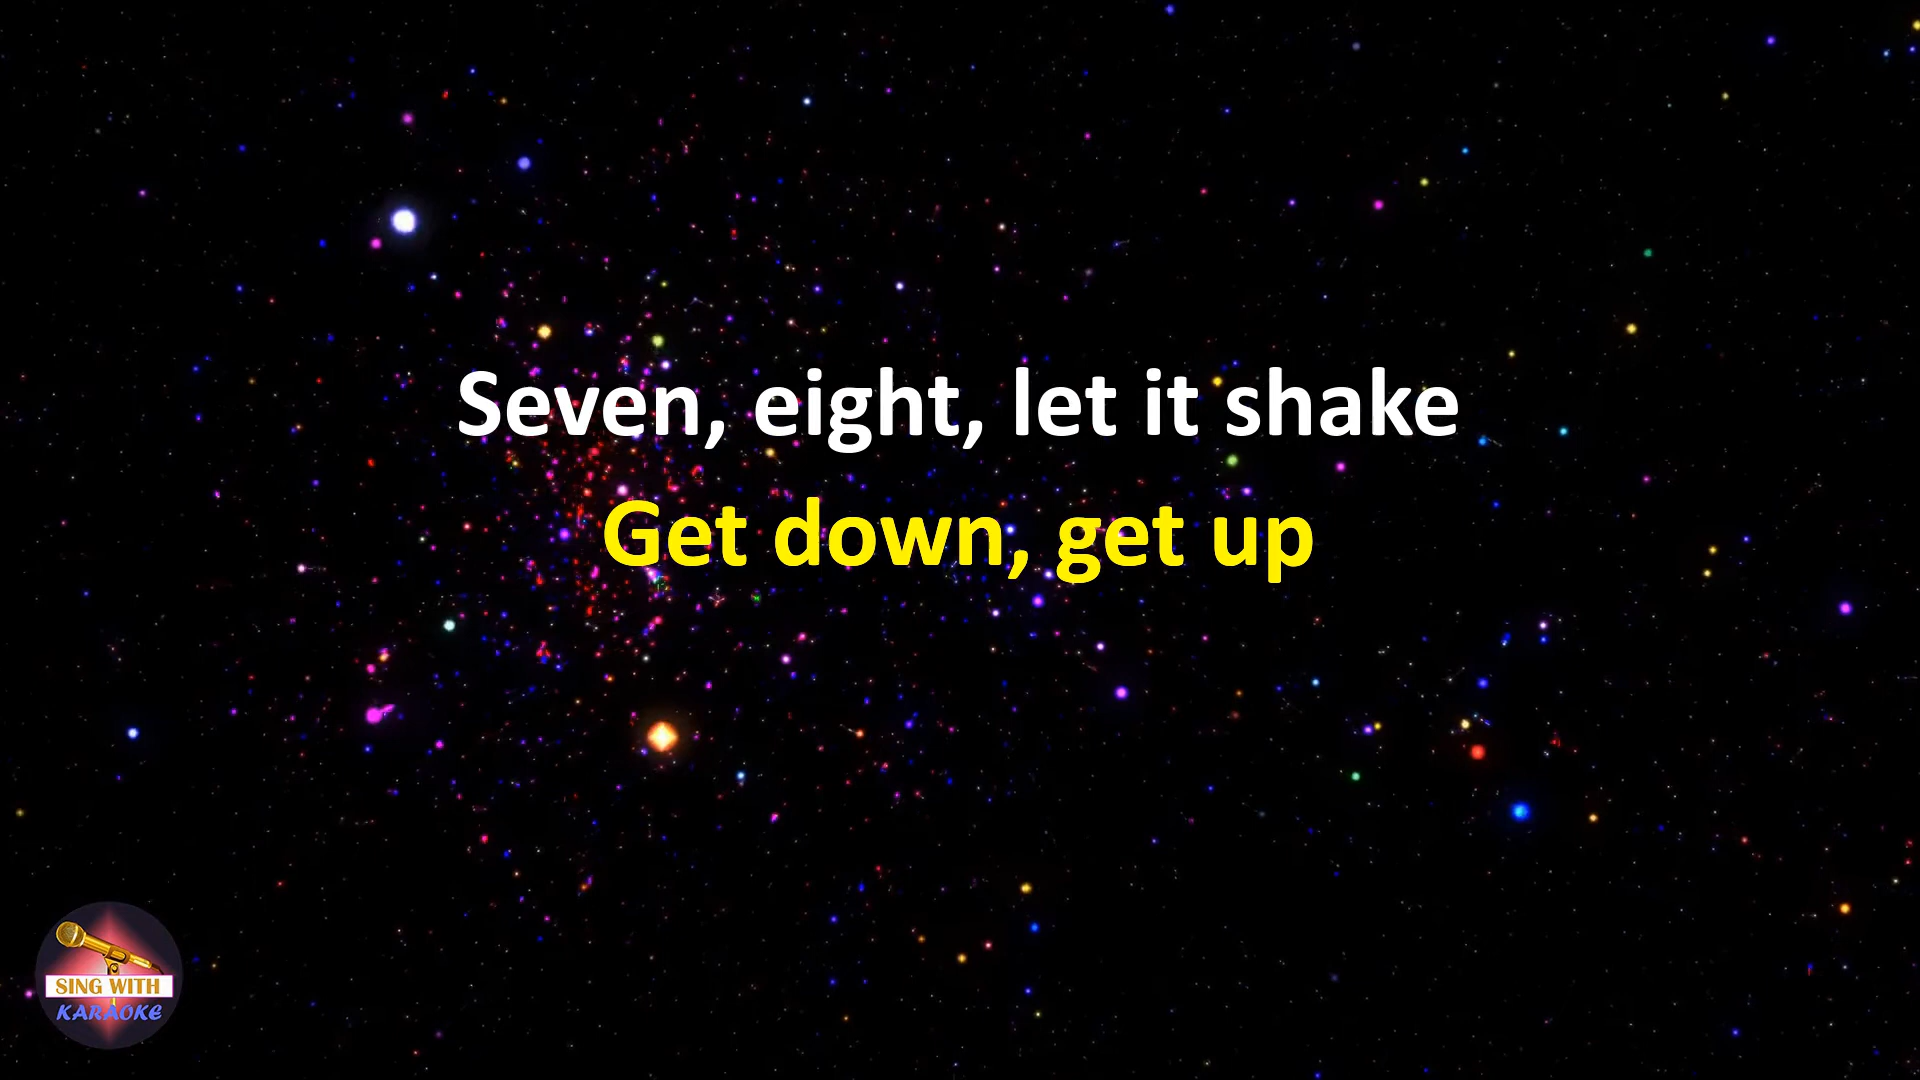 Seven, eight, let it shake
Get down, get up
SING WITH
KARAOKE